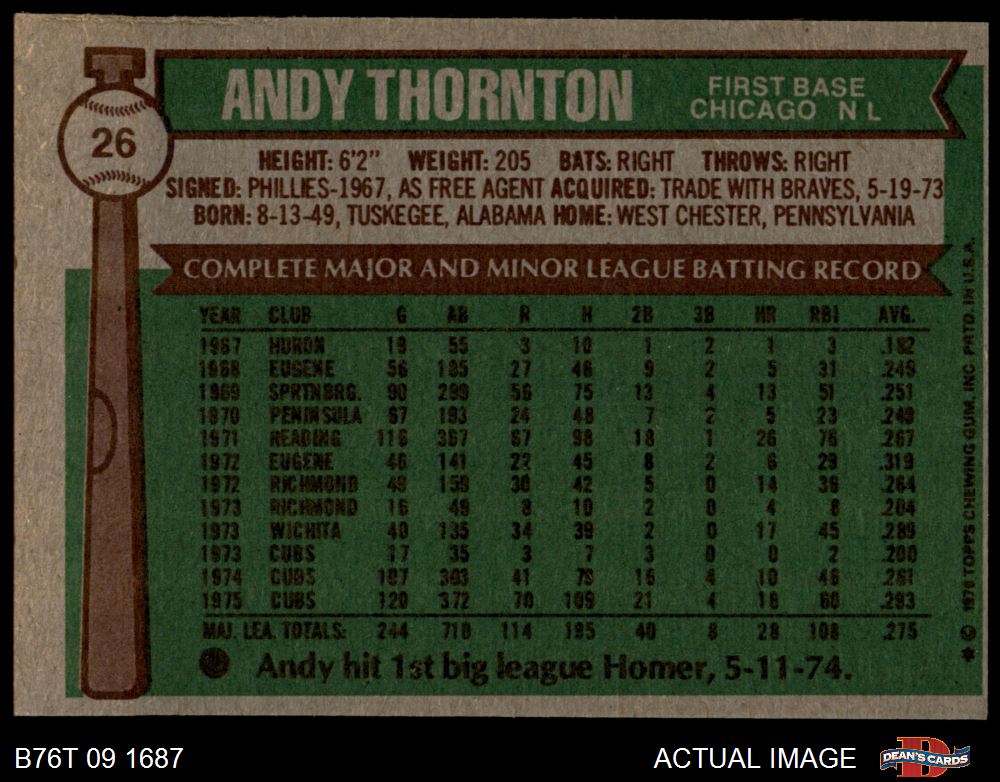 26
ANDY THORNTON
FIRST BASE
CHICAGO N L
HEIGHT: 6'2" WEIGHT: 205 BATS: RIGHT THROWS: RIGHT
SIGNED: PHILLIES-1967, AS FREE AGENT ACQUIRED: TRADE WITH BRAVES, 5-19-73
BORN: 8-13-49, TUSKEGEE, ALABAMA HOME: WEST CHESTER, PENNSYLVANIA
COMPLETE MAJOR AND MINOR LEAGUE BATTING RECORD
YEAR CLUB G AB R H 2B 3B HR RBI AVG.
1967 HURON 19 55 3 10 1 2 1 3 .182
1968 EUGENE 56 185 27 46 9 2 5 31 .249
1969 SPRTNBRG. 90 299 56 75 13 4 13 51 .251
1970 PENINSULA 67 193 24 48 7 2 5 23 .249
1971 READING 116 367 67 98 18 1 26 76 .267
1972 EUGENE 46 141 22 45 8 2 6 29 .319
1972 RICHMOND 49 159 30 42 5 0 14 39 .264
1973 RICHMOND 16 49 8 10 2 0 4 8 .204
1973 WICHITA 40 135 34 39 2 0 17 45 .289
1973 CUBS 17 35 3 7 3 0 0 2 .200
1974 CUBS 107 303 41 79 16 4 10 46 .261
1975 CUBS 120 372 70 109 21 4 18 60 .293
MAJ. LEA. TOTALS: 244 710 114 195 40 8 28 108 .275
Andy hit 1st big league Homer, 5-11-74.
© 1976 TOPPS CHEWING GUM, INC PRTD. IN U.S.A.
B76T 09 1687
ACTUAL IMAGE
DEAN'S CARDS